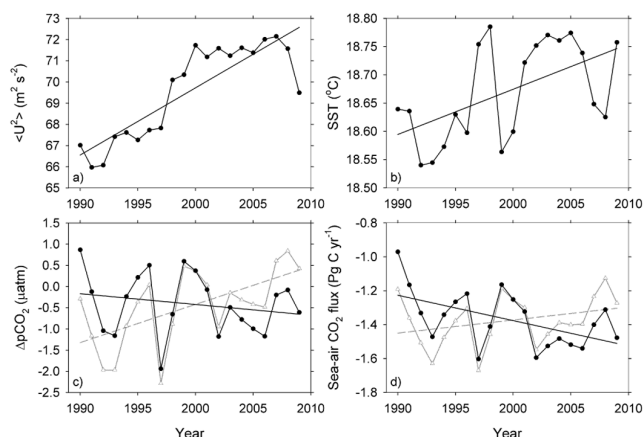 73
72
71
70
69
68
67
66
65
<U²> (m² s⁻²)
a)
1990 1995 2000 2005 2010
18.80
18.75
18.70
18.65
18.60
18.55
18.50
SST (°C)
b)
1990 1995 2000 2005 2010
1.5
1.0
0.5
0.0
-0.5
-1.0
-1.5
-2.0
-2.5
ΔpCO₂ (μatm)
c)
1990 1995 2000 2005 2010
Year
-0.8
-1.0
-1.2
-1.4
-1.6
-1.8
Sea-air CO₂ flux (Pg C yr⁻¹)
d)
1990 1995 2000 2005 2010
Year